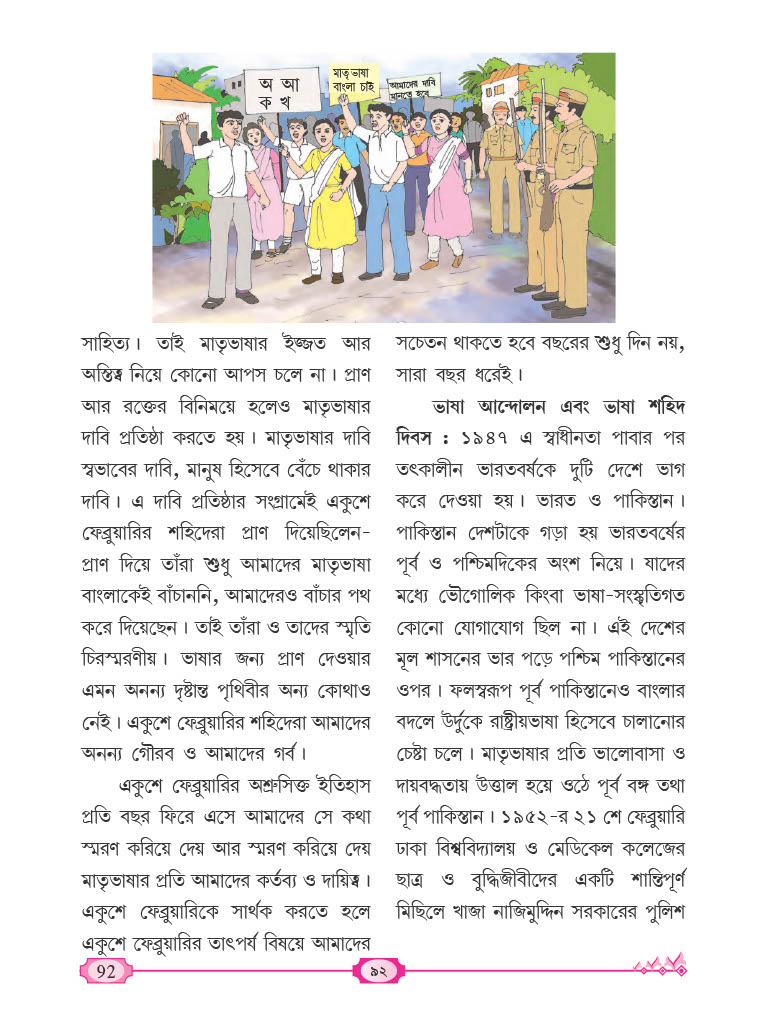 অ আ
ক খ
মাতৃভাষা
বাংলা চাই
আমাদের দাবি
মানতে হবে
সাহিত্য। তাই মাতৃভাষার ইজ্জত আর
অস্তিত্ব নিয়ে কোনো আপস চলে না। প্রাণ
আর রক্তের বিনিময়ে হলেও মাতৃভাষার
দাবি প্রতিষ্ঠা করতে হয়। মাতৃভাষার দাবি
স্বভাবের দাবি, মানুষ হিসেবে বেঁচে থাকার
দাবি। এ দাবি প্রতিষ্ঠার সংগ্রামেই একুশে
ফেব্রুয়ারির শহিদেরা প্রাণ দিয়েছিলেন-
প্রাণ দিয়ে তাঁরা শুধু আমাদের মাতৃভাষা
বাংলাকেই বাঁচাননি, আমাদেরও বাঁচার পথ
করে দিয়েছেন। তাই তাঁরা ও তাদের স্মৃতি
চিরস্মরণীয়। ভাষার জন্য প্রাণ দেওয়ার
এমন অনন্য দৃষ্টান্ত পৃথিবীর অন্য কোথাও
নেই। একুশে ফেব্রুয়ারির শহিদেরা আমাদের
অনন্য গৌরব ও আমাদের গর্ব।
একুশে ফেব্রুয়ারির অশ্রুসিক্ত ইতিহাস
প্রতি বছর ফিরে এসে আমাদের সে কথা
স্মরণ করিয়ে দেয় আর স্মরণ করিয়ে দেয়
মাতৃভাষার প্রতি আমাদের কর্তব্য ও দায়িত্ব।
একুশে ফেব্রুয়ারিকে সার্থক করতে হলে
একুশে ফেব্রুয়ারির তাৎপর্য বিষয়ে আমাদের
সচেতন থাকতে হবে বছরের শুধু দিন নয়,
সারা বছর ধরেই।
ভাষা আন্দোলন এবং ভাষা শহিদ
দিবস : ১৯৪৭ এ স্বাধীনতা পাবার পর
তৎকালীন ভারতবর্ষকে দুটি দেশে ভাগ
করে দেওয়া হয়। ভারত ও পাকিস্তান।
পাকিস্তান দেশটাকে গড়া হয় ভারতবর্ষের
পূর্ব ও পশ্চিমদিকের অংশ নিয়ে। যাদের
মধ্যে ভৌগোলিক কিংবা ভাষা-সংস্কৃতিগত
কোনো যোগাযোগ ছিল না। এই দেশের
মূল শাসনের ভার পড়ে পশ্চিম পাকিস্তানের
ওপর। ফলস্বরূপ পূর্ব পাকিস্তানেও বাংলার
বদলে উর্দুকে রাষ্ট্রীয়ভাষা হিসেবে চালানোর
চেষ্টা চলে। মাতৃভাষার প্রতি ভালোবাসা ও
দায়বদ্ধতায় উত্তাল হয়ে ওঠে পূর্ব বঙ্গ তথা
পূর্ব পাকিস্তান। ১৯৫২-র ২১ শে ফেব্রুয়ারি
ঢাকা বিশ্ববিদ্যালয় ও মেডিকেল কলেজের
ছাত্র ও বুদ্ধিজীবীদের একটি শান্তিপূর্ণ
মিছিলে খাজা নাজিমুদ্দিন সরকারের পুলিশ
92
৯২